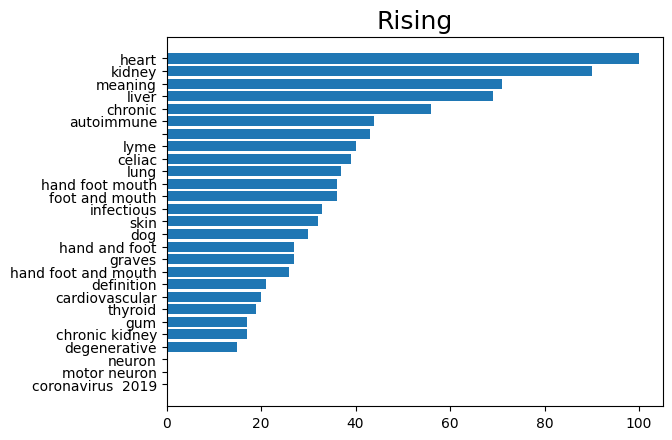 Rising
heart
kidney
meaning
liver
chronic
autoimmune
lyme
celiac
lung
hand foot mouth
foot and mouth
infectious
skin
dog
hand and foot
graves
hand foot and mouth
definition
cardiovascular
thyroid
gum
chronic kidney
degenerative
neuron
motor neuron
coronavirus  2019
0 20 40 60 80 100